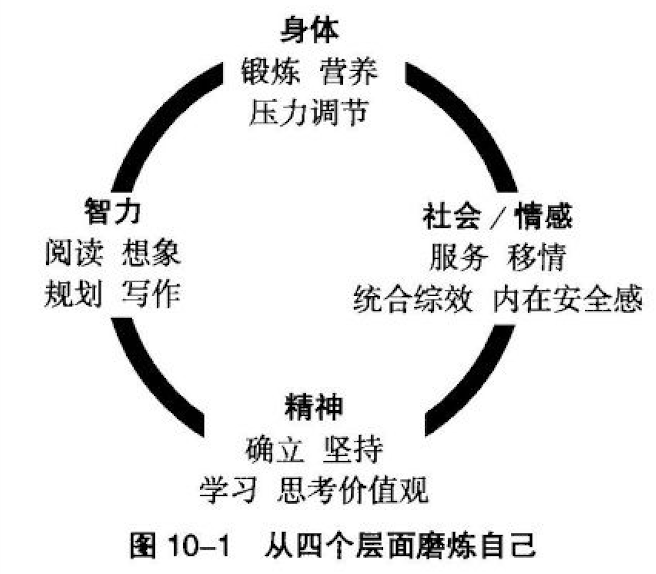 身体
锻炼 营养
压力调节
智力
阅读 想象
规划 写作
社会/情感
服务 移情
统合综效 内在安全感
精神
确立 坚持
学习 思考价值观
图 10-1 从四个层面磨炼自己